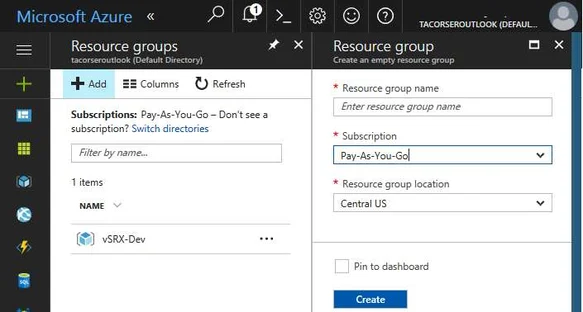 Microsoft Azure «
1
TACORSEROUTLOOK (DEFAUL...
Resource groups
tacorseroutlook (Default Directory)
Add
Columns
Refresh
Subscriptions: Pay-As-You-Go – Don't see a
subscription? Switch directories
Filter by name...
1 items
NAME
vSRX-Dev
...
Resource group
Create an empty resource group
* Resource group name
Enter resource group name
* Subscription
Pay-As-You-Go
* Resource group location
Central US
Pin to dashboard
Create
SQL